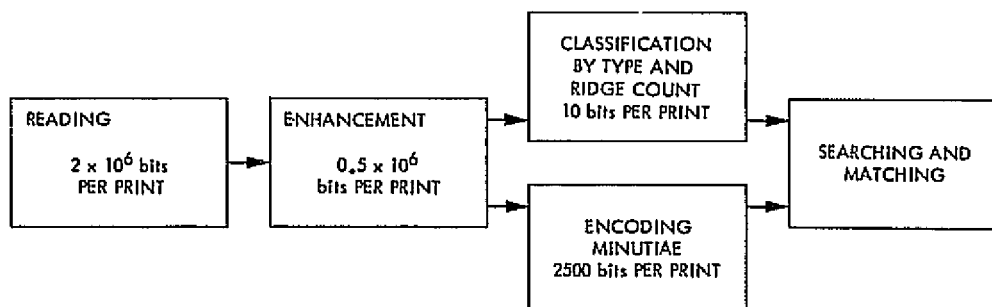 READING
2 x 10⁶ bits
PER PRINT
ENHANCEMENT
0.5 x 10⁶
bits PER PRINT
CLASSIFICATION
BY TYPE AND
RIDGE COUNT
10 bits PER PRINT
ENCODING
MINUTIAE
2500 bits PER PRINT
SEARCHING AND
MATCHING